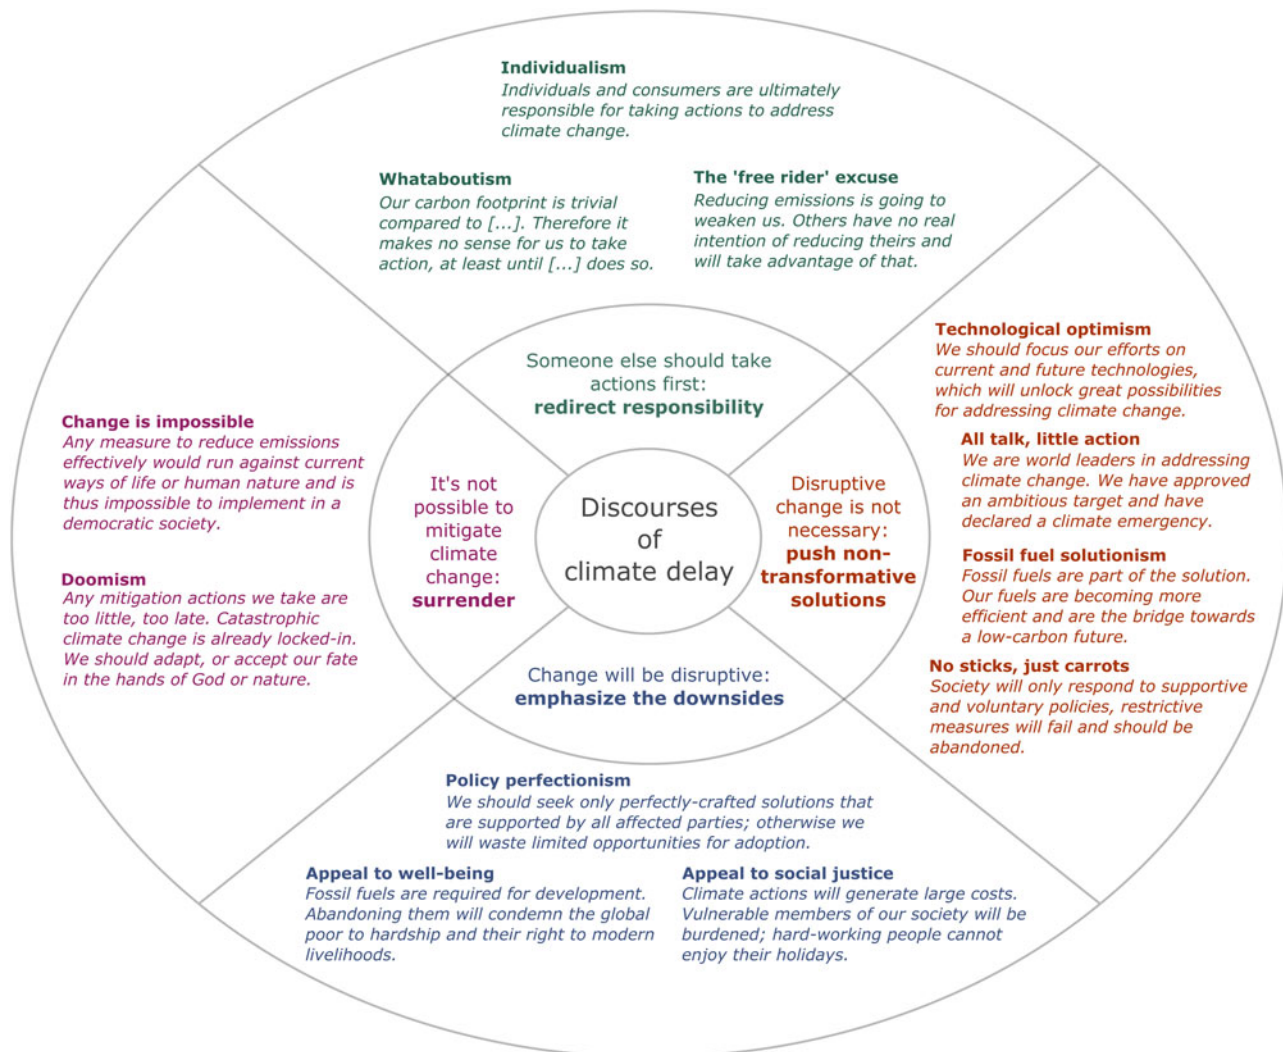 Individualism
Individuals and consumers are ultimately
responsible for taking actions to address
climate change.
Whataboutism
Our carbon footprint is trivial
compared to [...]. Therefore it
makes no sense for us to take
action, at least until [...] does so.
The 'free rider' excuse
Reducing emissions is going to
weaken us. Others have no real
intention of reducing theirs and
will take advantage of that.
Someone else should take
actions first:
redirect responsibility
Technological optimism
We should focus our efforts on
current and future technologies,
which will unlock great possibilities
for addressing climate change.
All talk, little action
We are world leaders in addressing
climate change. We have approved
an ambitious target and have
declared a climate emergency.
Fossil fuel solutionism
Fossil fuels are part of the solution.
Our fuels are becoming more
efficient and are the bridge towards
a low-carbon future.
No sticks, just carrots
Society will only respond to supportive
and voluntary policies, restrictive
measures will fail and should be
abandoned.
Disruptive
change is not
necessary:
push non-
transformative
solutions
Discourses
of
climate delay
It's not
possible to
mitigate
climate
change:
surrender
Change is impossible
Any measure to reduce emissions
effectively would run against current
ways of life or human nature and is
thus impossible to implement in a
democratic society.
Doomism
Any mitigation actions we take are
too little, too late. Catastrophic
climate change is already locked-in.
We should adapt, or accept our fate
in the hands of God or nature.
Change will be disruptive:
emphasize the downsides
Policy perfectionism
We should seek only perfectly-crafted solutions that
are supported by all affected parties; otherwise we
will waste limited opportunities for adoption.
Appeal to well-being
Fossil fuels are required for development.
Abandoning them will condemn the global
poor to hardship and their right to modern
livelihoods.
Appeal to social justice
Climate actions will generate large costs.
Vulnerable members of our society will be
burdened; hard-working people cannot
enjoy their holidays.